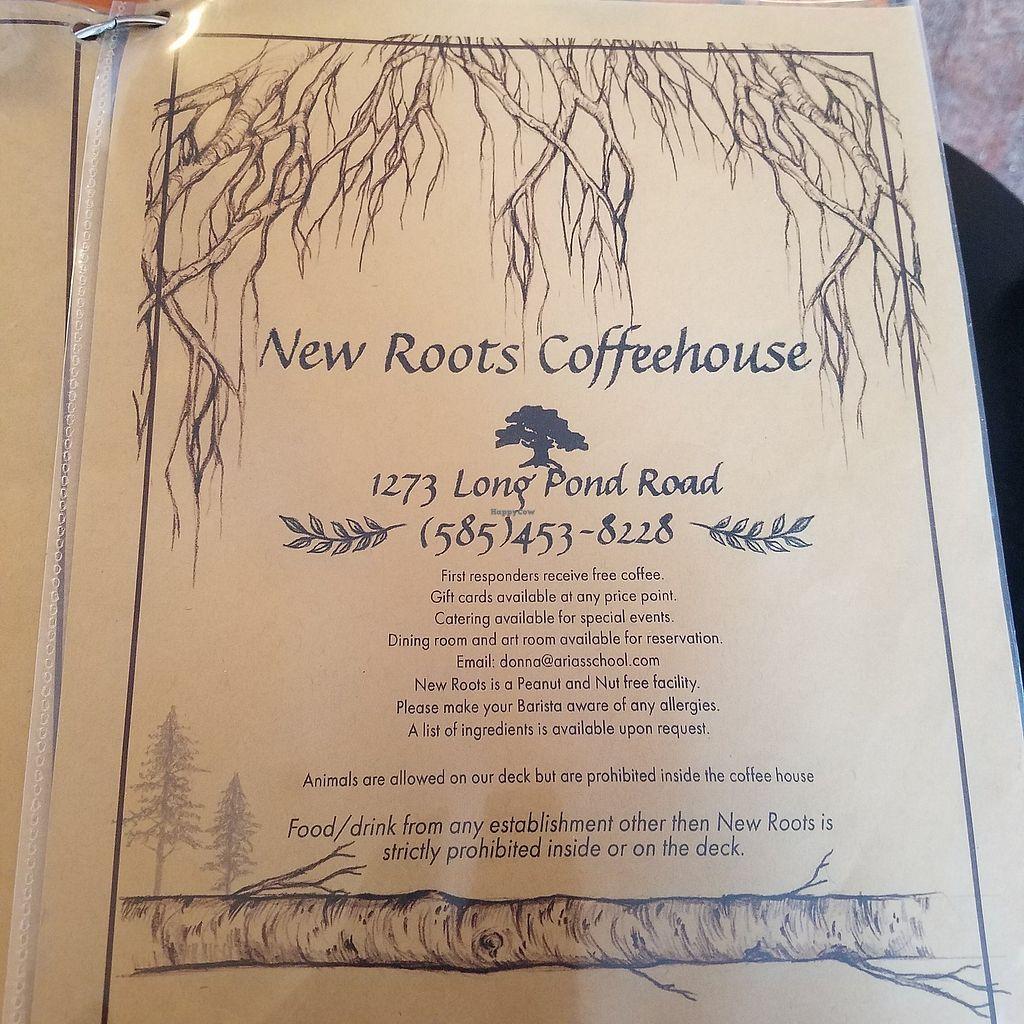 New Roots Coffeehouse
1273 Long Pond Road
HappyCow
(585)453-8228
First responders receive free coffee.
Gift cards available at any price point.
Catering available for special events.
Dining room and art room available for reservation.
Email: donna@ariasschool.com
New Roots is a Peanut and Nut free facility.
Please make your Barista aware of any allergies.
A list of ingredients is available upon request.
Animals are allowed on our deck but are prohibited inside the coffee house
Food/drink from any establishment other then New Roots is
strictly prohibited inside or on the deck.